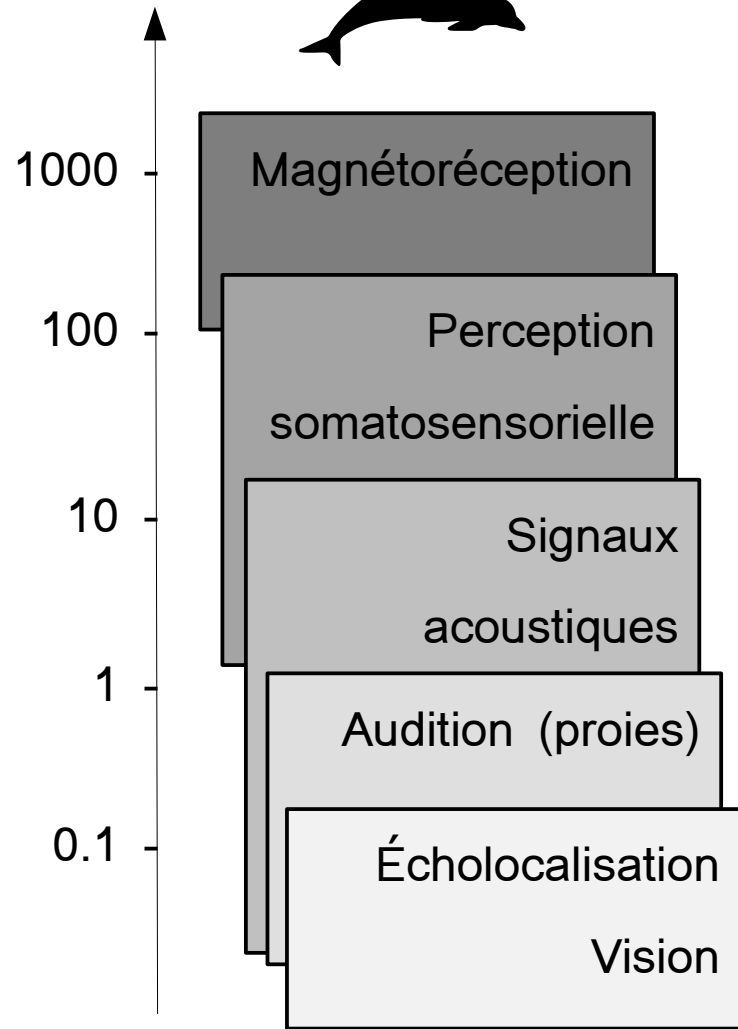 1000
Magnétoréception
100
Perception
somatosensorielle
10
Signaux
acoustiques
1
Audition (proies)
0.1
Écholocalisation
Vision